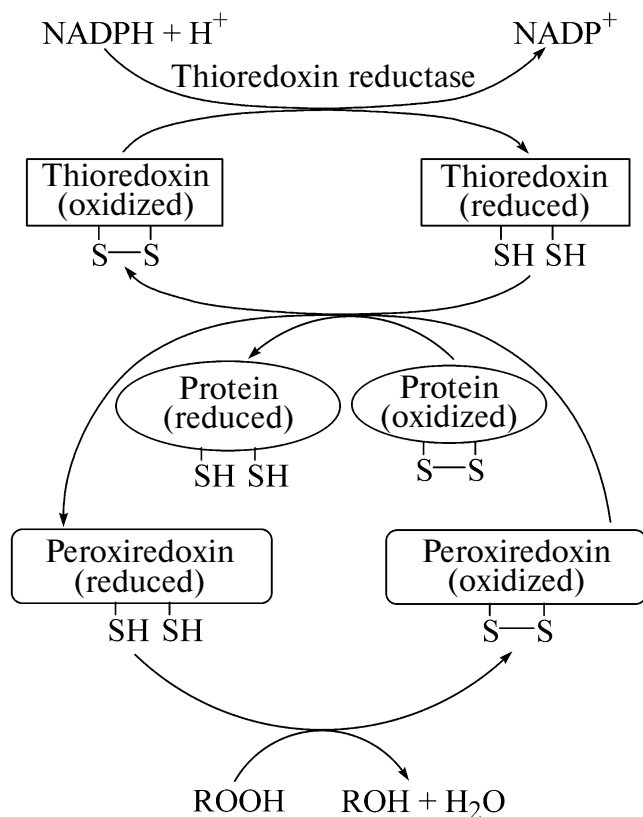 NADPH + H⁺ NADP⁺
Thioredoxin reductase
Thioredoxin Thioredoxin
(oxidized) (reduced)
S—S SH SH
Protein Protein
(reduced) (oxidized)
SH SH S—S
Peroxiredoxin Peroxiredoxin
(reduced) (oxidized)
SH SH S—S
ROOH ROH + H₂O